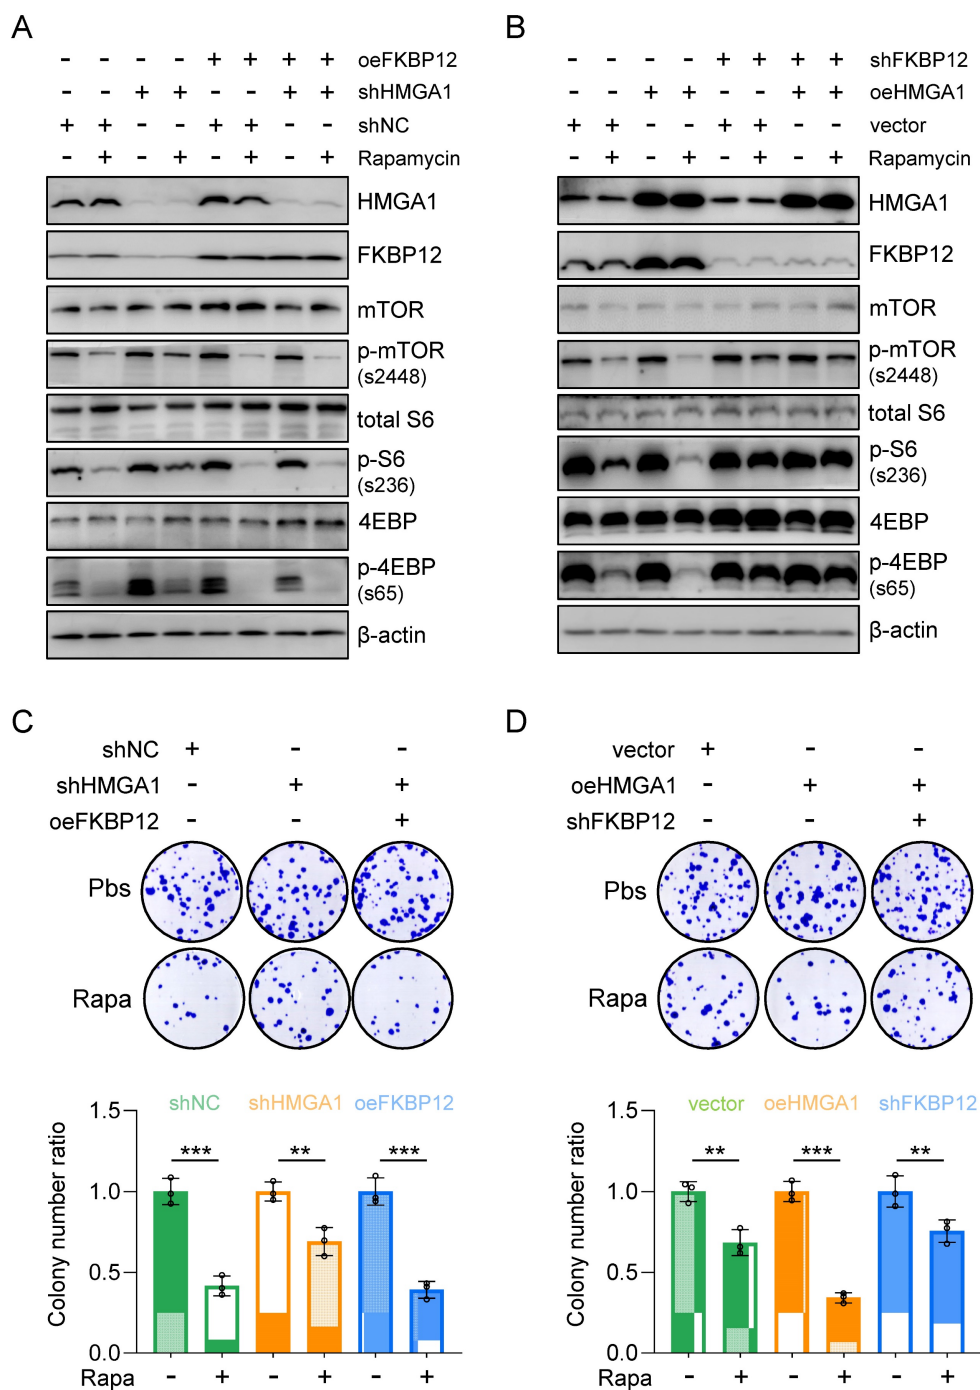 A
- - - - + + + + oeFKBP12
- - + + - - + + shHMGA1
+ + - - + + - - shNC
- + - + - + - + Rapamycin
HMGA1
FKBP12
mTOR
p-mTOR
(s2448)
total S6
p-S6
(s236)
4EBP
p-4EBP
(s65)
β-actin
B
- - - - + + + + shFKBP12
- - + + - - + + oeHMGA1
+ + - - + + - - vector
- + - + - + - + Rapamycin
HMGA1
FKBP12
mTOR
p-mTOR
(s2448)
total S6
p-S6
(s236)
4EBP
p-4EBP
(s65)
β-actin
C
shNC + - -
shHMGA1 - + +
oeFKBP12 - - +
Pbs
Rapa
shNC shHMGA1 oeFKBP12
*** ** ***
Colony number ratio
1.5
1.0
0.5
0.0
Rapa - + - + - +
D
vector + - -
oeHMGA1 - + +
shFKBP12 - - +
Pbs
Rapa
vector oeHMGA1 shFKBP12
** *** **
Colony number ratio
1.5
1.0
0.5
0.0
Rapa - + - + - +